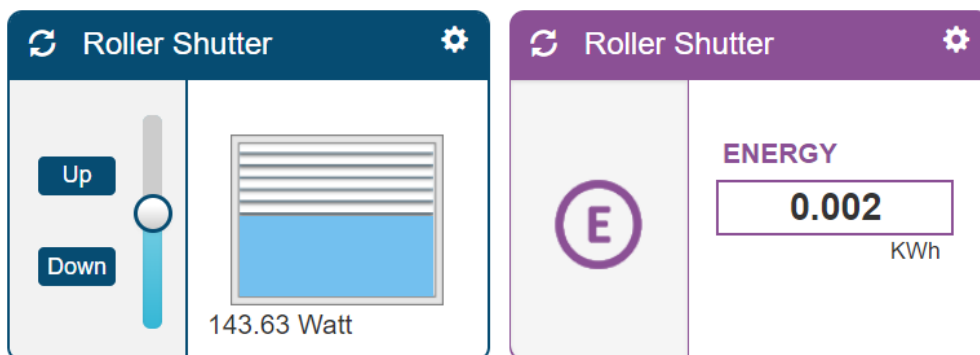 Roller Shutter
Up
Down
143.63 Watt
Roller Shutter
E
ENERGY
0.002
KWh